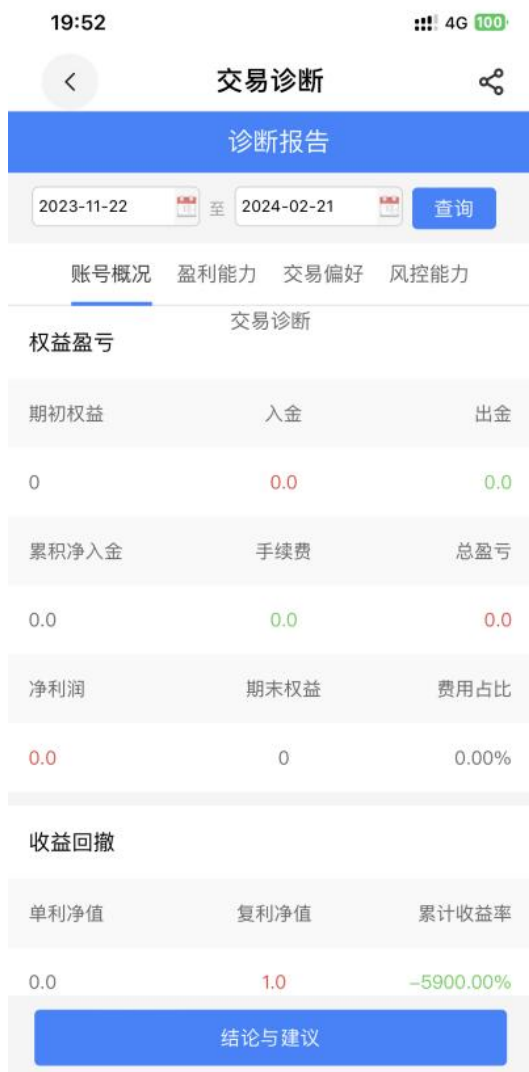 19:52 4G 100
交易诊断
诊断报告
2023-11-22 至 2024-02-21 查询
账号概况 盈利能力 交易偏好 风控能力
交易诊断
权益盈亏
期初权益 入金 出金
0 0.0 0.0
累积净入金 手续费 总盈亏
0.0 0.0 0.0
净利润 期末权益 费用占比
0.0 0 0.00%
收益回撤
单利净值 复利净值 累计收益率
0.0 1.0 -5900.00%
结论与建议